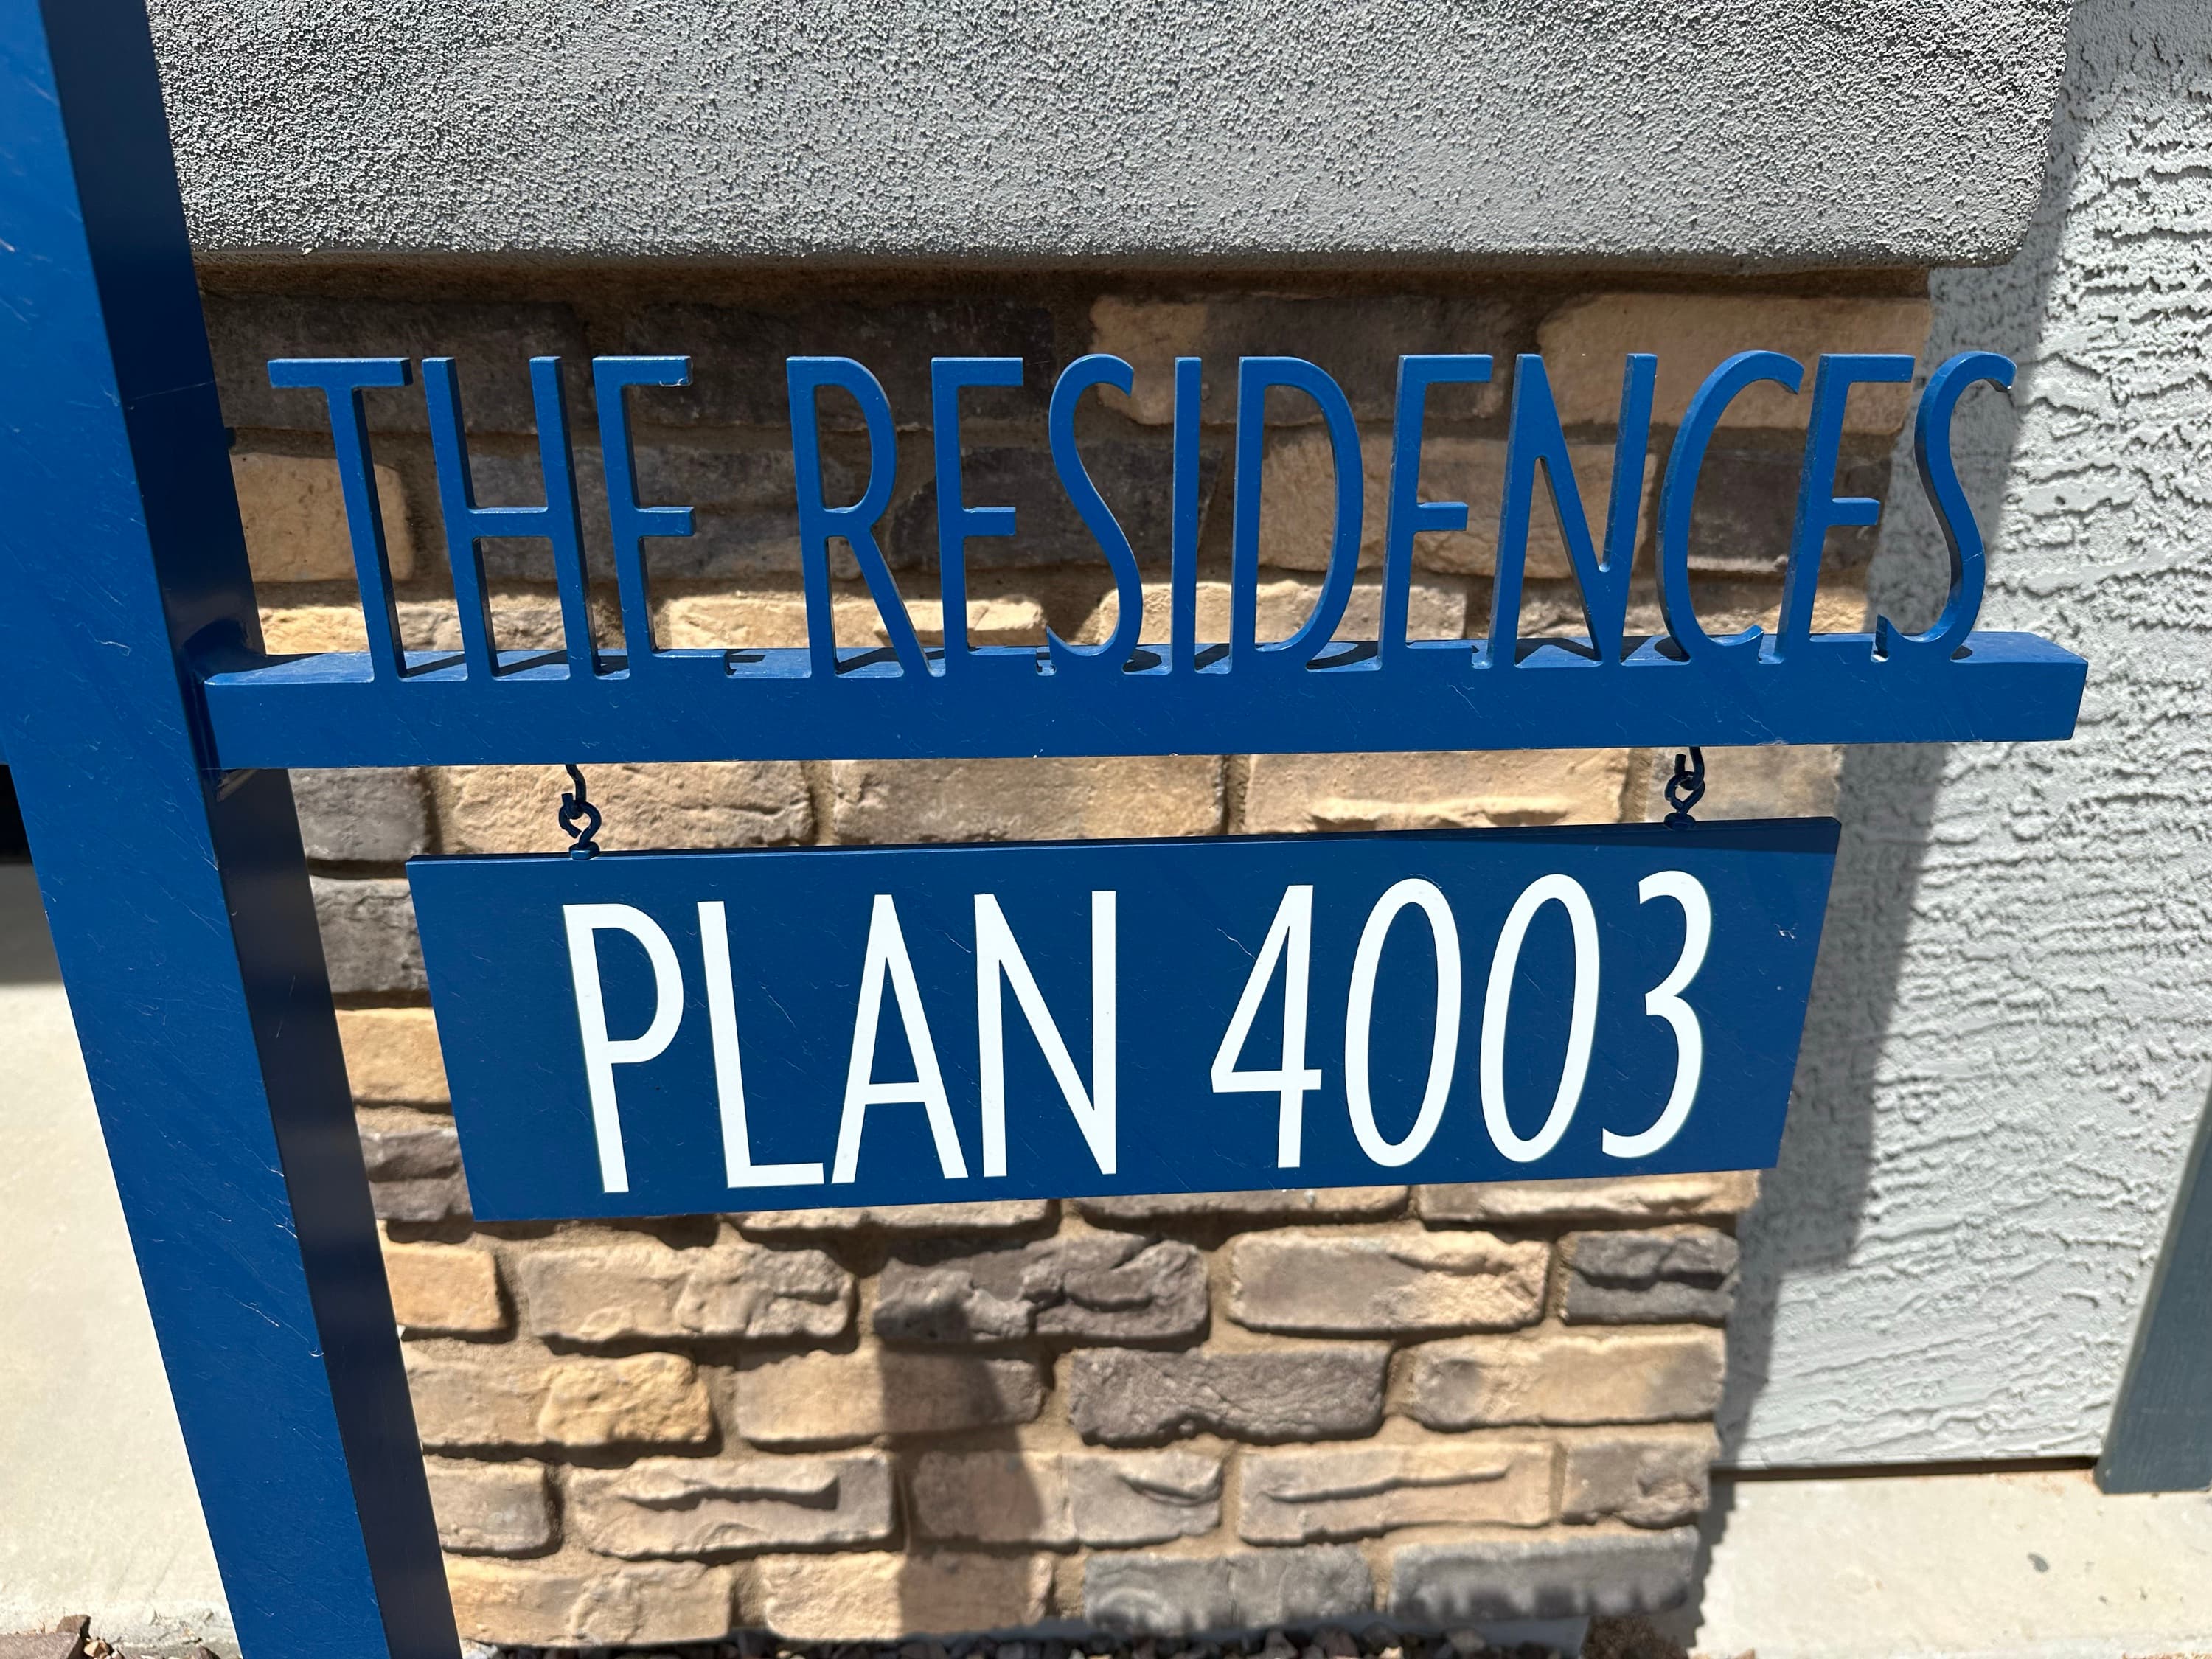 THE RESIDENCES
PLAN 4003